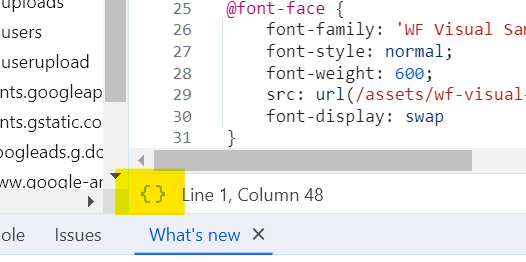 uploads
users
userupload
nts.googleap
nts.gstatic.co
ogleads.g.do
ww.google-an
25 @font-face {
26 font-family: 'WF Visual San
27 font-style: normal;
28 font-weight: 600;
29 src: url(/assets/wf-visual-
30 font-display: swap
31 }
{} Line 1, Column 48
ole Issues What's new ×